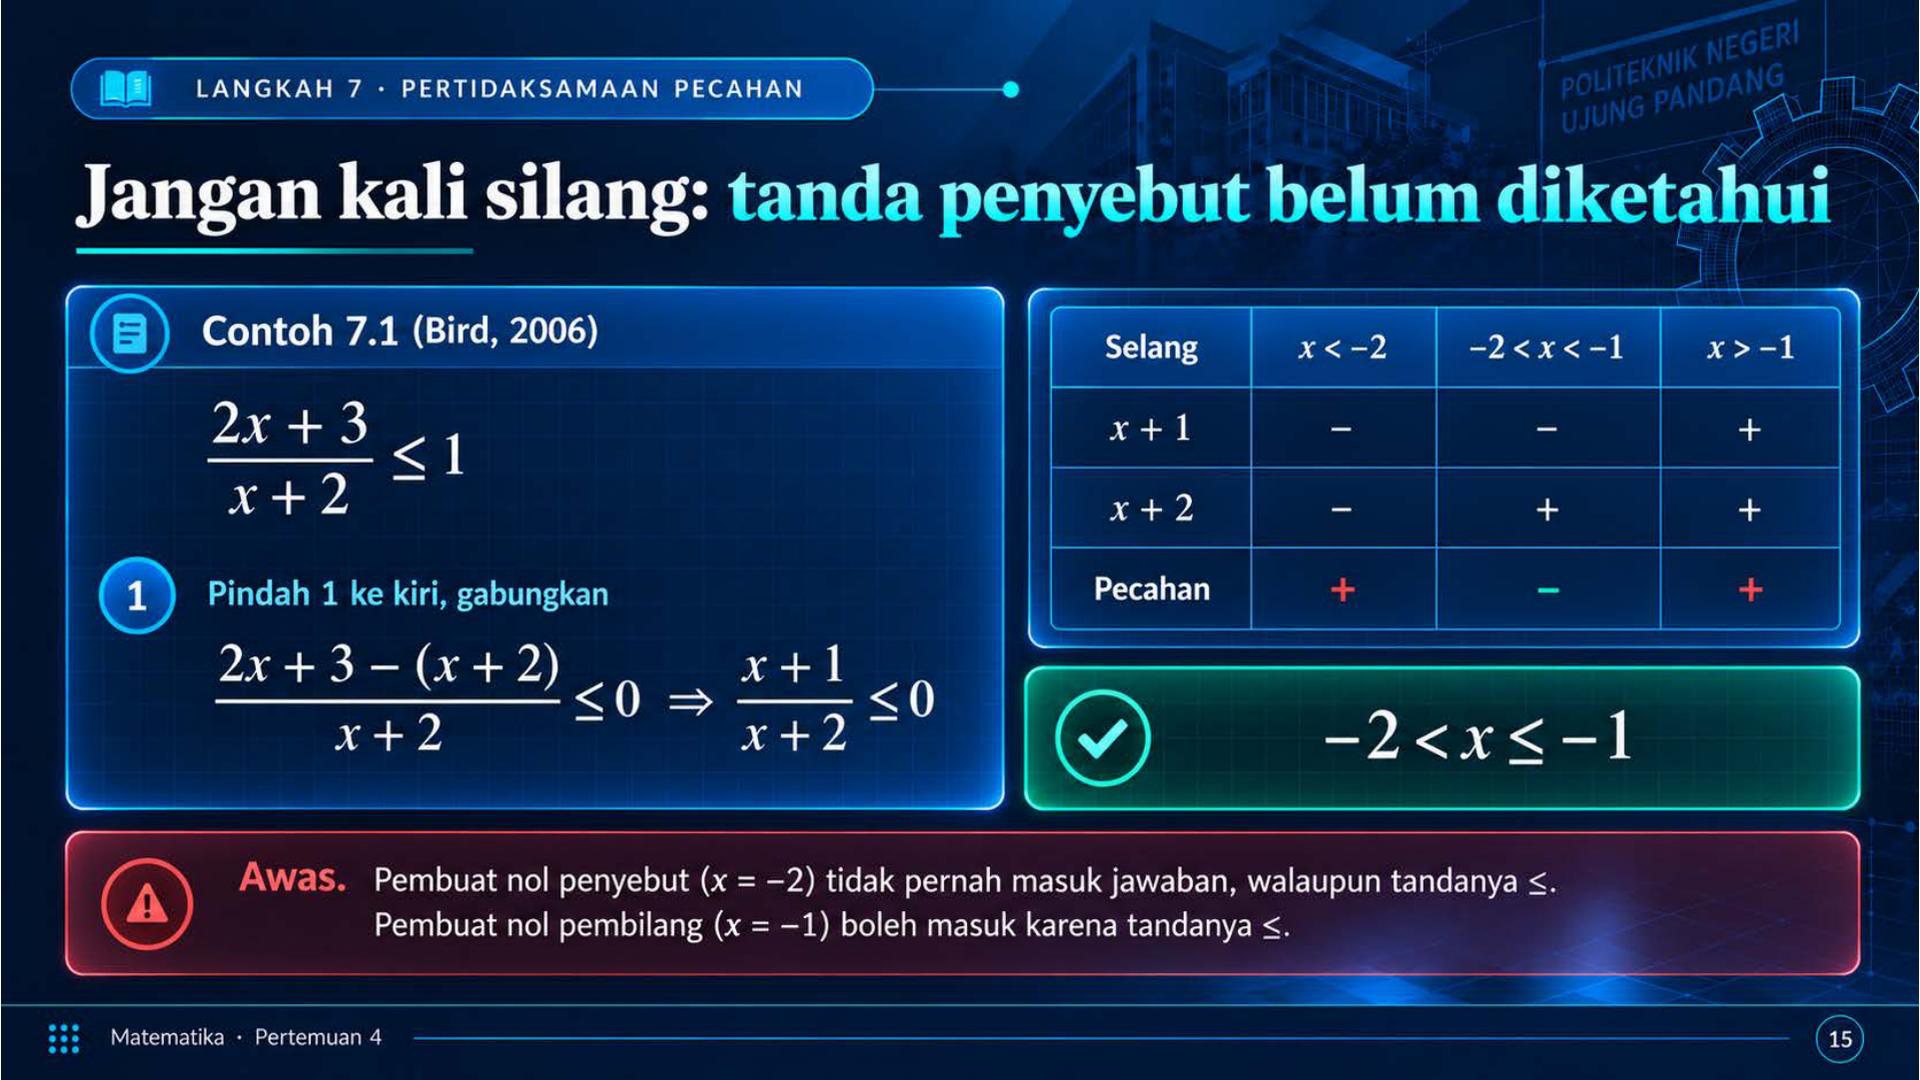 LANGKAH 7 · PERTIDAKSAMAAN PECAHAN
POLITEKNIK NEGERI
UJUNG PANDANG
Jangan kali silang: tanda penyebut belum diketahui
Contoh 7.1 (Bird, 2006)
(2x + 3)/(x + 2) ≤ 1
1 Pindah 1 ke kiri, gabungkan
(2x + 3 − (x + 2))/(x + 2) ≤ 0 ⇒ (x + 1)/(x + 2) ≤ 0
Selang x < −2 −2 < x < −1 x > −1
x + 1 − − +
x + 2 − + +
Pecahan + − +
−2 < x ≤ −1
Awas. Pembuat nol penyebut (x = −2) tidak pernah masuk jawaban, walaupun tandanya ≤.
Pembuat nol pembilang (x = −1) boleh masuk karena tandanya ≤.
Matematika · Pertemuan 4
15